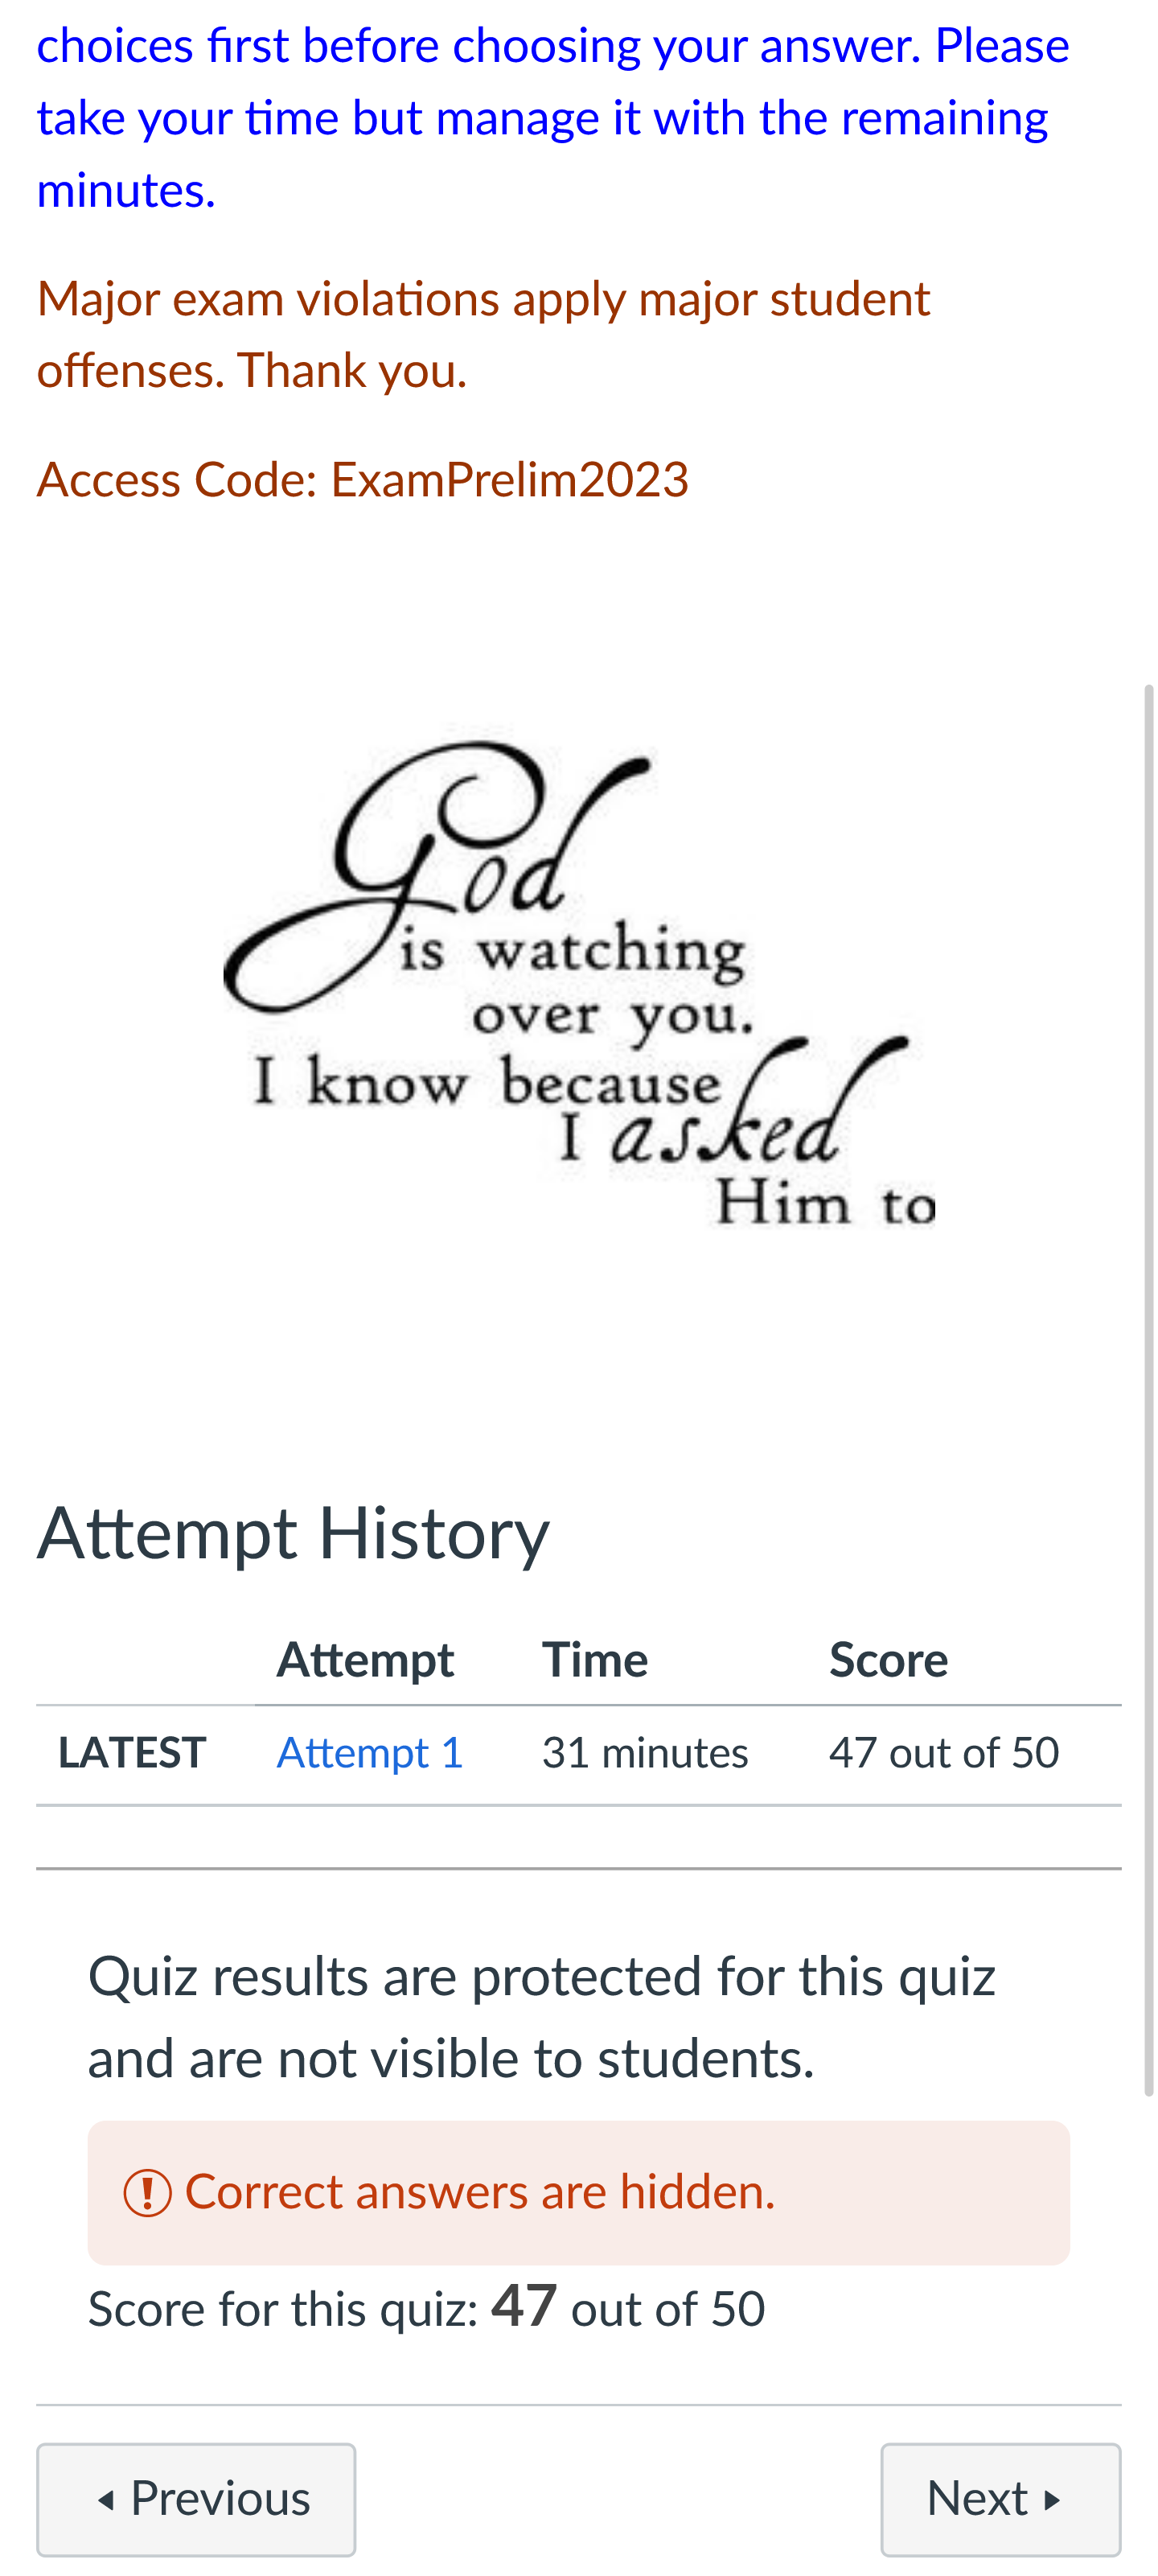 choices first before choosing your answer. Please
take your time but manage it with the remaining
minutes.
Major exam violations apply major student
offenses. Thank you.
Access Code: ExamPrelim2023
God
is watching
over you.
I know because
I asked
Him to
Attempt History
Attempt Time Score
LATEST Attempt 1 31 minutes 47 out of 50
Quiz results are protected for this quiz
and are not visible to students.
Correct answers are hidden.
Score for this quiz: 47 out of 50
Previous Next